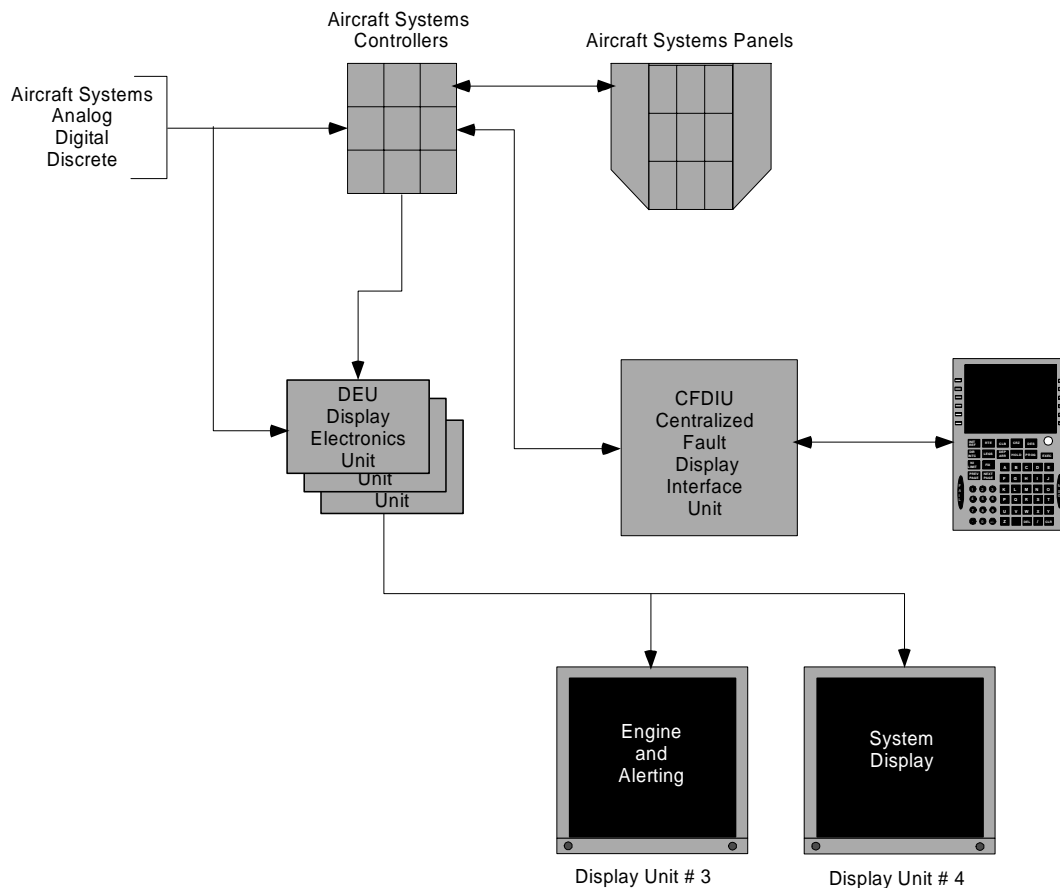 Aircraft Systems
Controllers
Aircraft Systems Panels
Aircraft Systems
Analog
Digital
Discrete
DEU
Display
Electronics
Unit
Unit
Unit
CFDIU
Centralized
Fault
Display
Interface
Unit
A B C D E
F G H I J
K L M N O
P Q R S T
U V W X Y
Engine
and
Alerting
System
Display
Display Unit # 3
Display Unit # 4